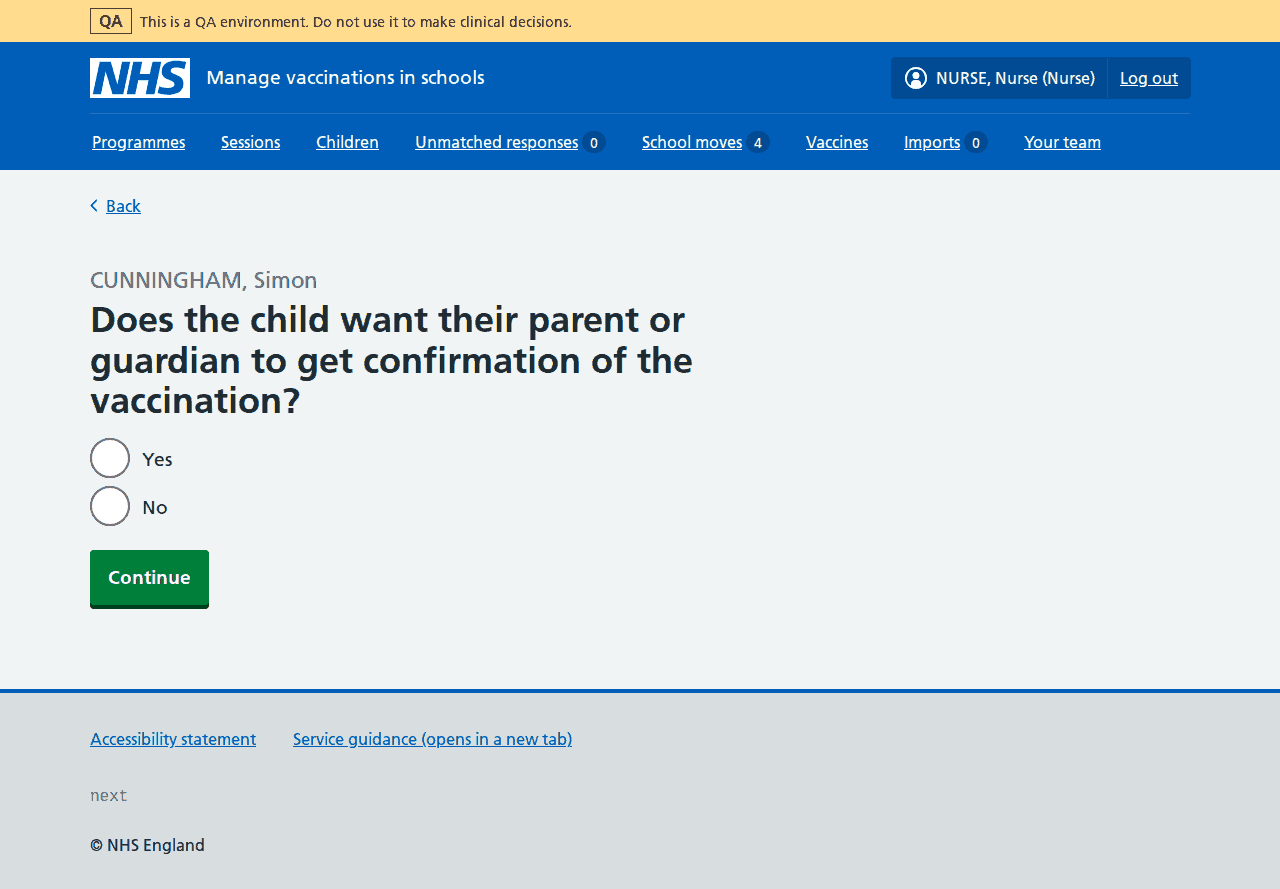 QA This is a QA environment. Do not use it to make clinical decisions.
NHS Manage vaccinations in schools NURSE, Nurse (Nurse) Log out
Programmes Sessions Children Unmatched responses 0 School moves 4 Vaccines Imports 0 Your team
Back
CUNNINGHAM, Simon
Does the child want their parent or
guardian to get confirmation of the
vaccination?
Yes
No
Continue
Accessibility statement Service guidance (opens in a new tab)
next
© NHS England